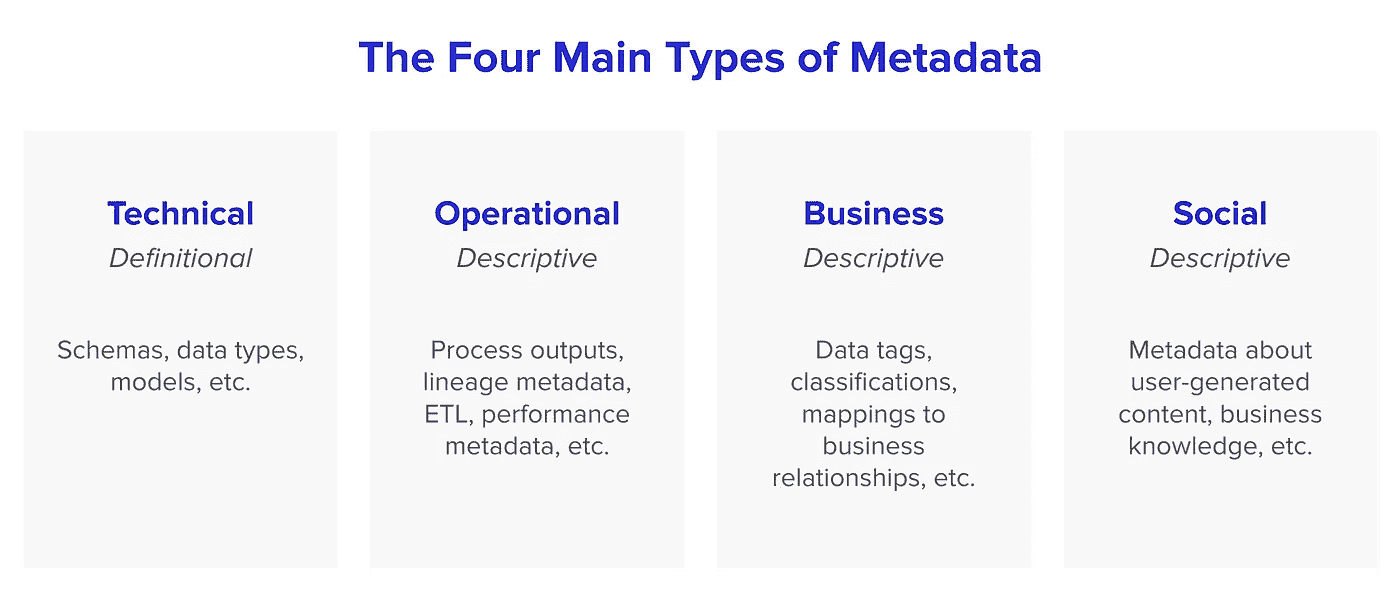 The Four Main Types of Metadata
Technical
Definitional
Schemas, data types,
models, etc.
Operational
Descriptive
Process outputs,
lineage metadata,
ETL, performance
metadata, etc.
Business
Descriptive
Data tags,
classifications,
mappings to
business
relationships, etc.
Social
Descriptive
Metadata about
user-generated
content, business
knowledge, etc.